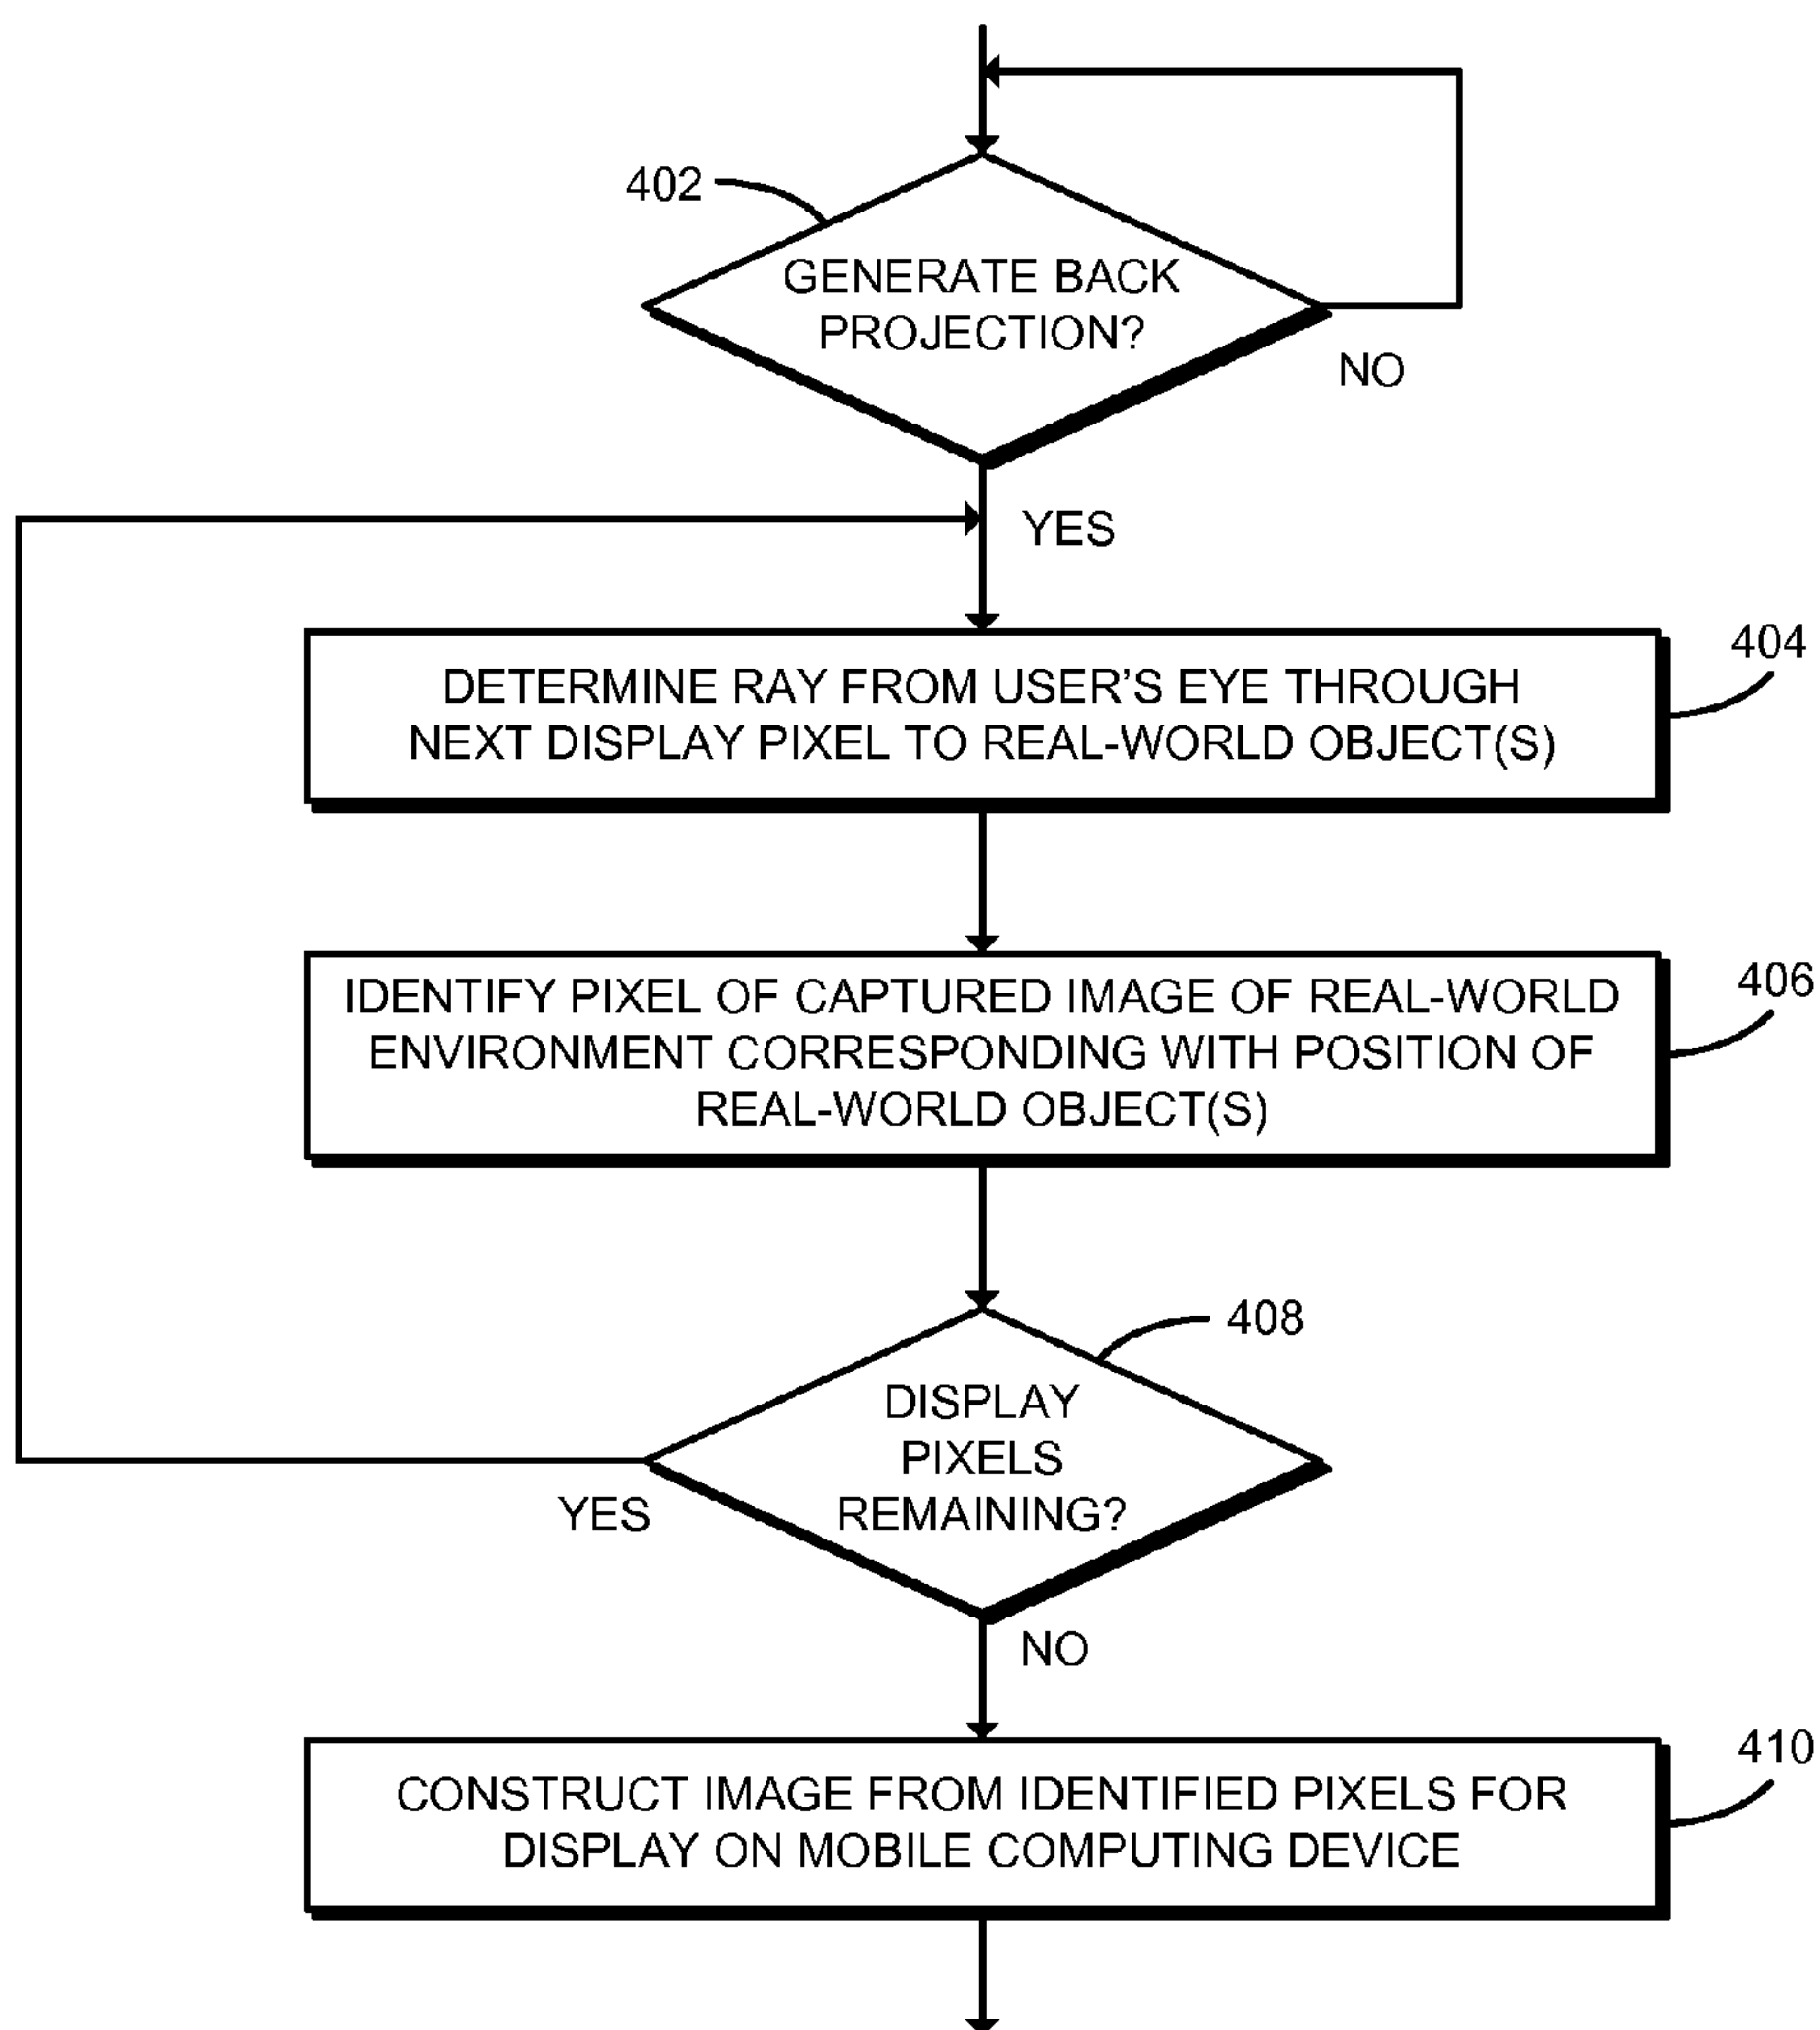 402
GENERATE BACK
PROJECTION?
NO
YES
404
DETERMINE RAY FROM USER'S EYE THROUGH
NEXT DISPLAY PIXEL TO REAL-WORLD OBJECT(S)
406
IDENTIFY PIXEL OF CAPTURED IMAGE OF REAL-WORLD
ENVIRONMENT CORRESPONDING WITH POSITION OF
REAL-WORLD OBJECT(S)
408
DISPLAY
PIXELS
REMAINING?
YES
NO
410
CONSTRUCT IMAGE FROM IDENTIFIED PIXELS FOR
DISPLAY ON MOBILE COMPUTING DEVICE